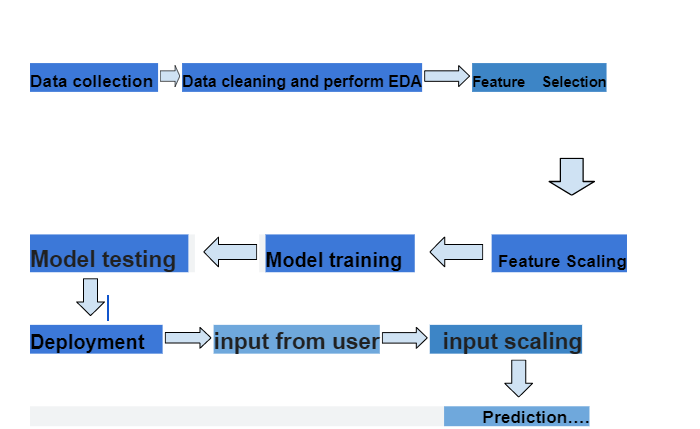 Data collection
Data cleaning and perform EDA
Feature Selection
Feature Scaling
Model training
Model testing
Deployment
input from user
input scaling
Prediction....